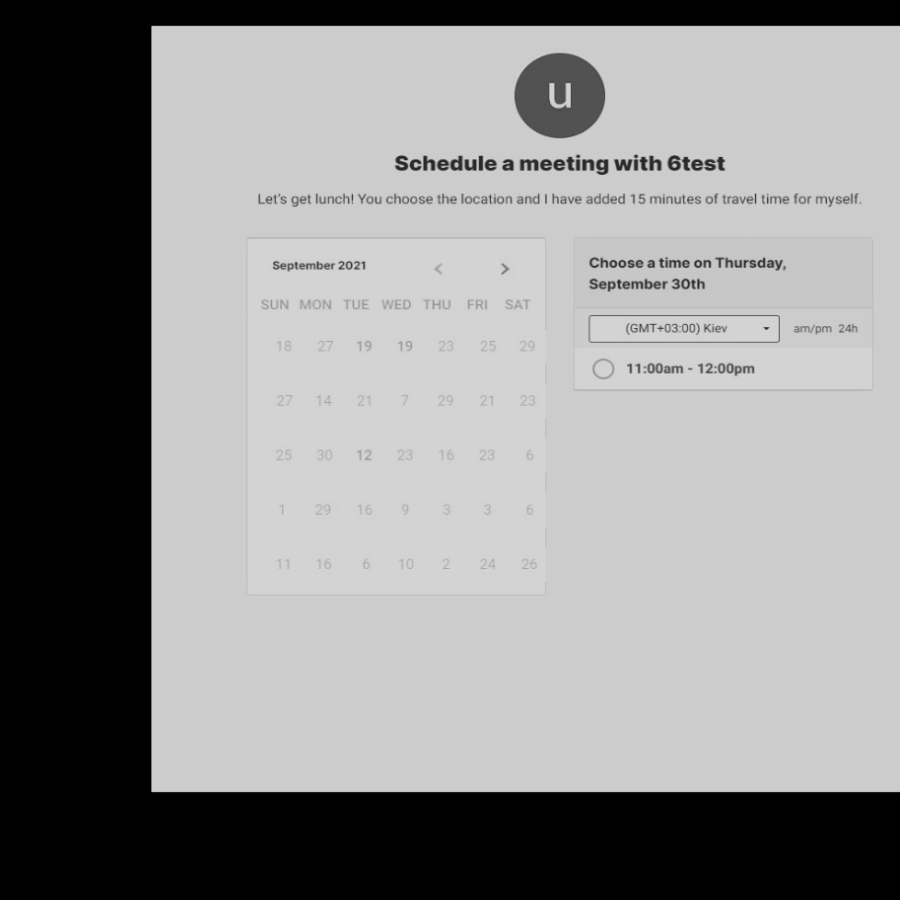 u
Schedule a meeting with 6test
Let's get lunch! You choose the location and I have added 15 minutes of travel time for myself.
September 2021 < >
SUN MON TUE WED THU FRI SAT
18 27 19 19 23 25 29
27 14 21 7 29 21 23
25 30 12 23 16 23 6
1 29 16 9 3 3 6
11 16 6 10 2 24 26
Choose a time on Thursday,
September 30th
(GMT+03:00) Kiev am/pm 24h
11:00am - 12:00pm